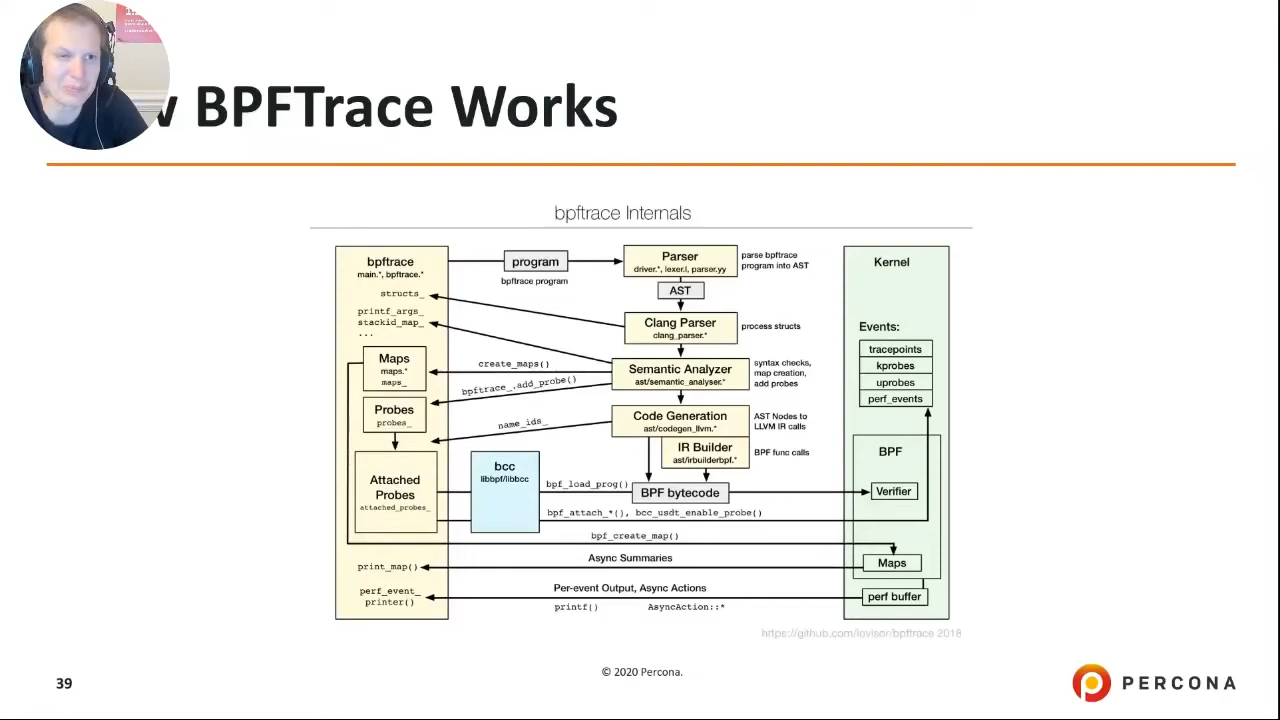 BPFTrace Works
bpftrace Internals
bpftrace
main.*, bpftrace.*
program
bpftrace program
Parser
driver.*, lexer.l, parser.yy
parse bpftrace
program into AST
AST
structs_
Clang Parser
clang_parser.*
process structs
printf_args_
stackid_map_
...
Maps
maps.*
maps_
create_maps()
Semantic Analyzer
ast/semantic_analyser.*
syntax checks,
map creation,
add probes
bpftrace_.add_probe()
Probes
probes_
name_ids_
Code Generation
ast/codegen_llvm.*
AST Nodes to
LLVM IR calls
IR Builder
ast/irbuilderbpf.*
BPF func calls
Attached
Probes
attached_probes_
bcc
libbpf/libbcc
bpf_load_prog()
BPF bytecode
bpf_attach_*(), bcc_usdt_enable_probe()
bpf_create_map()
Async Summaries
print_map()
Per-event Output, Async Actions
perf_event_
printer()
printf() AsyncAction::*
Kernel
Events:
tracepoints
kprobes
uprobes
perf_events
BPF
Verifier
Maps
perf buffer
https://github.com/iovisor/bpftrace 2018
39
© 2020 Percona.
PERCONA